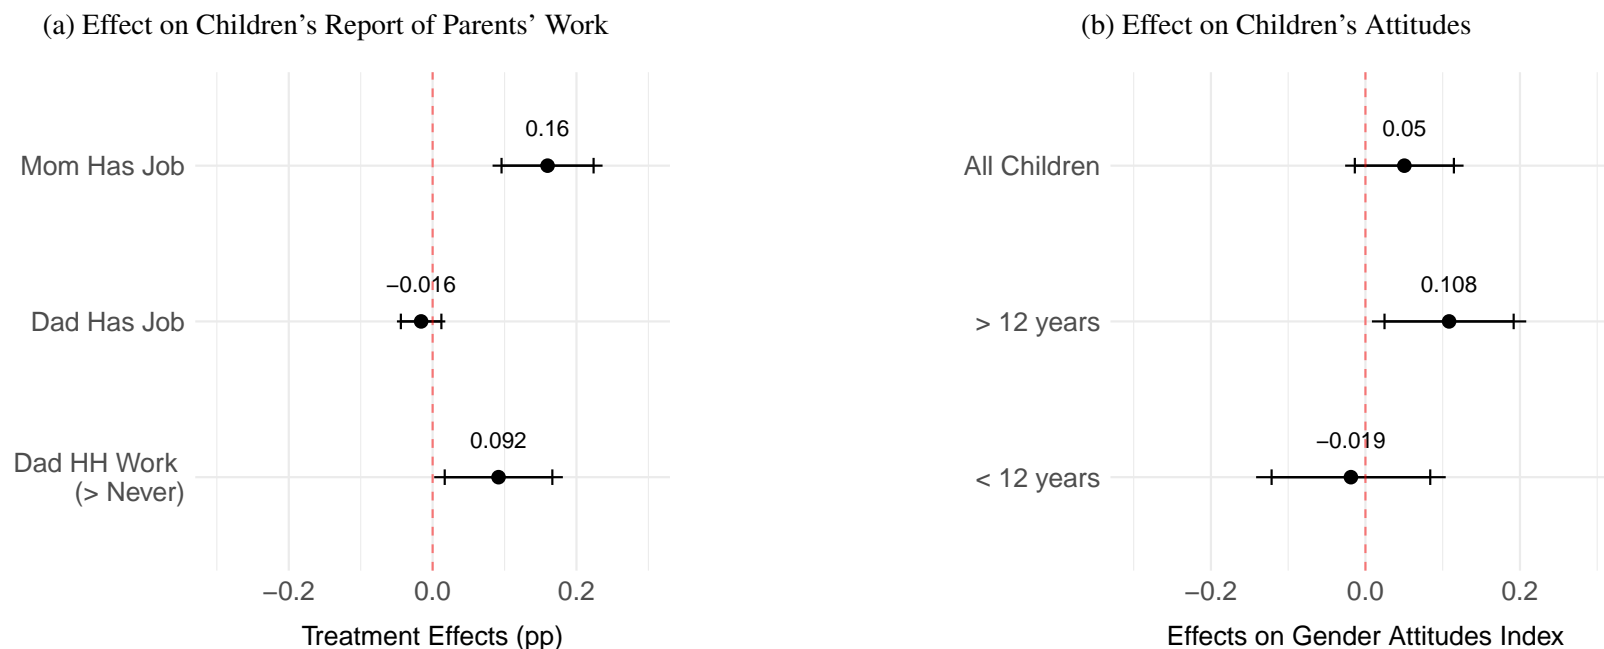 (a) Effect on Children’s Report of Parents’ Work
0.16
Mom Has Job
−0.016
Dad Has Job
0.092
Dad HH Work
(> Never)
−0.2 0.0 0.2
Treatment Effects (pp)
(b) Effect on Children’s Attitudes
0.05
All Children
0.108
> 12 years
−0.019
< 12 years
−0.2 0.0 0.2
Effects on Gender Attitudes Index